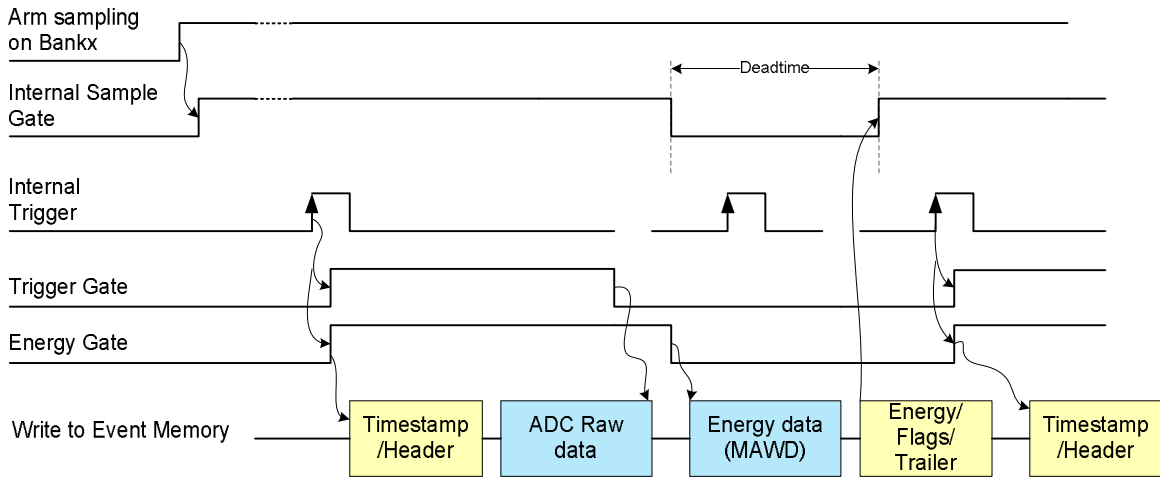 Arm sampling
on Bankx
Deadtime
Internal Sample
Gate
Internal
Trigger
Trigger Gate
Energy Gate
Write to Event Memory
Timestamp
/Header
ADC Raw
data
Energy data
(MAWD)
Energy/
Flags/
Trailer
Timestamp
/Header